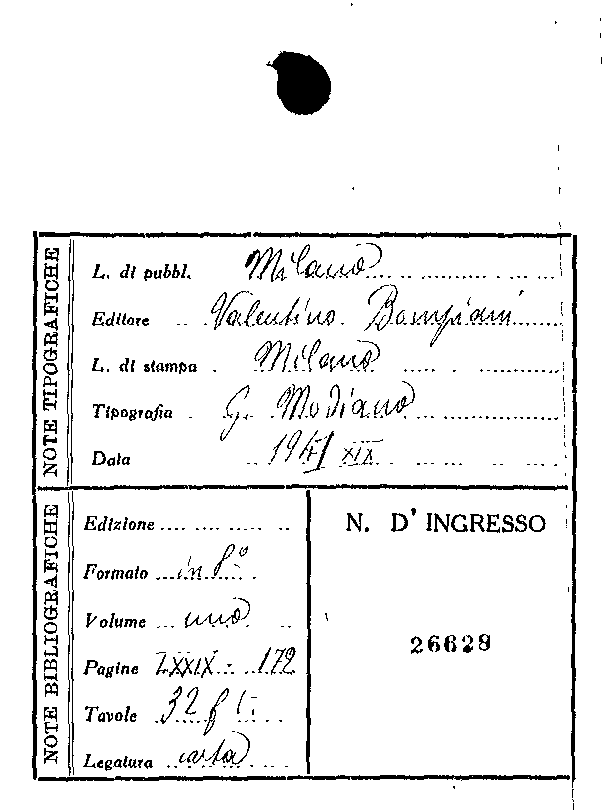 NOTE TIPOGRAFICHE
L. di pubbl. Milano
Editore Valentino Bompiani
L. di stampa Milano
Tipografia G. Modiano
Data 1941 XIX
NOTE BIBLIOGRAFICHE
Edizione
Formato in 8°
Volume uno
Pagine LXXIX - 172
Tavole 32 f t.
Legatura carta
N. D'INGRESSO
26629